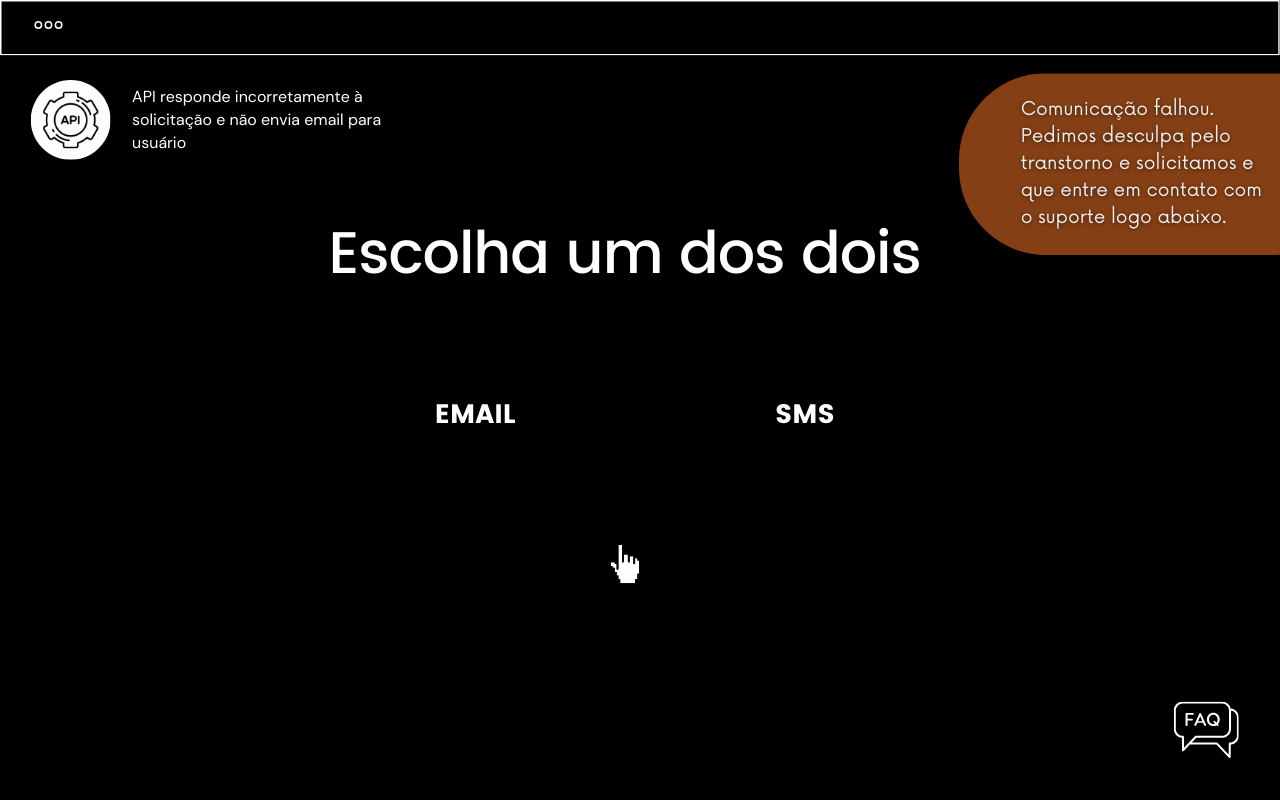 API
API responde incorretamente à
solicitação e não envia email para
usuário
Comunicação falhou.
Pedimos desculpa pelo
transtorno e solicitamos e
que entre em contato com
o suporte logo abaixo.
Escolha um dos dois
EMAIL
SMS
FAQ